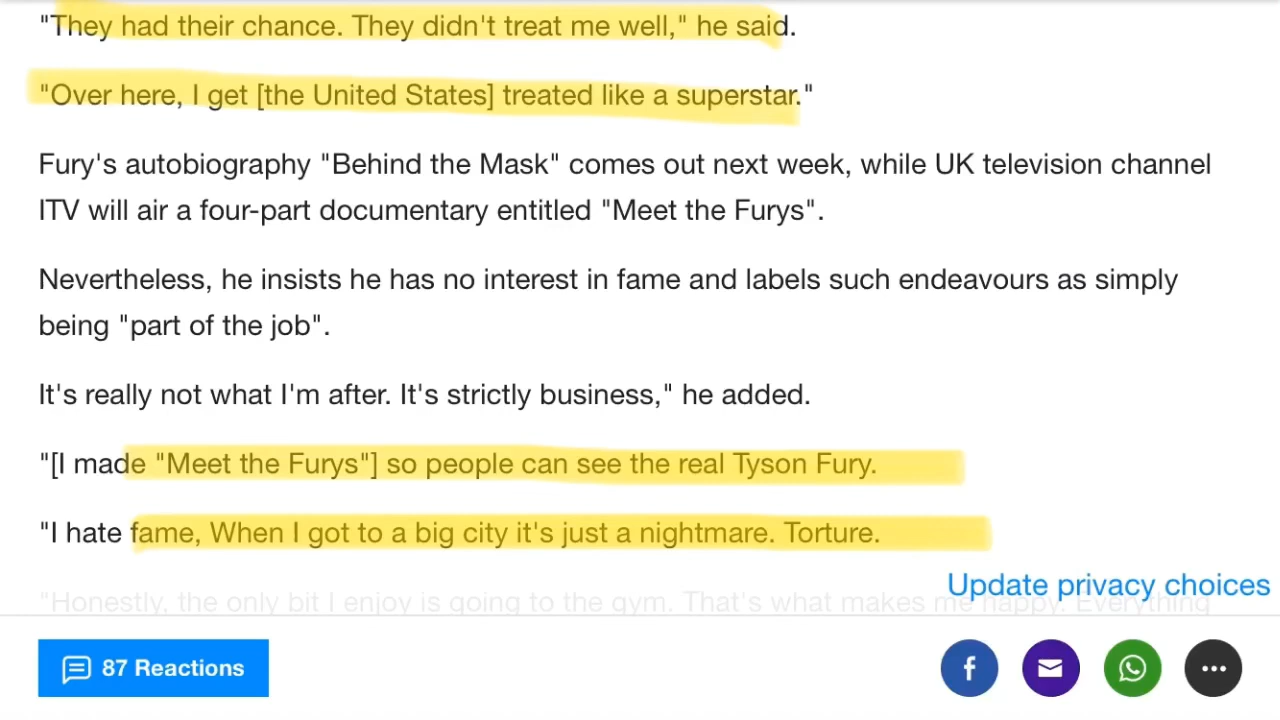 "They had their chance. They didn't treat me well," he said.
"Over here, I get [the United States] treated like a superstar."
Fury's autobiography "Behind the Mask" comes out next week, while UK television channel
ITV will air a four-part documentary entitled "Meet the Furys".
Nevertheless, he insists he has no interest in fame and labels such endeavours as simply
being "part of the job".
It's really not what I'm after. It's strictly business," he added.
"[I made "Meet the Furys"] so people can see the real Tyson Fury.
"I hate fame, When I got to a big city it's just a nightmare. Torture.
Update privacy choices
"Honestly, the only bit I enjoy is going to the gym. That's what makes me happy. Everything
87 Reactions